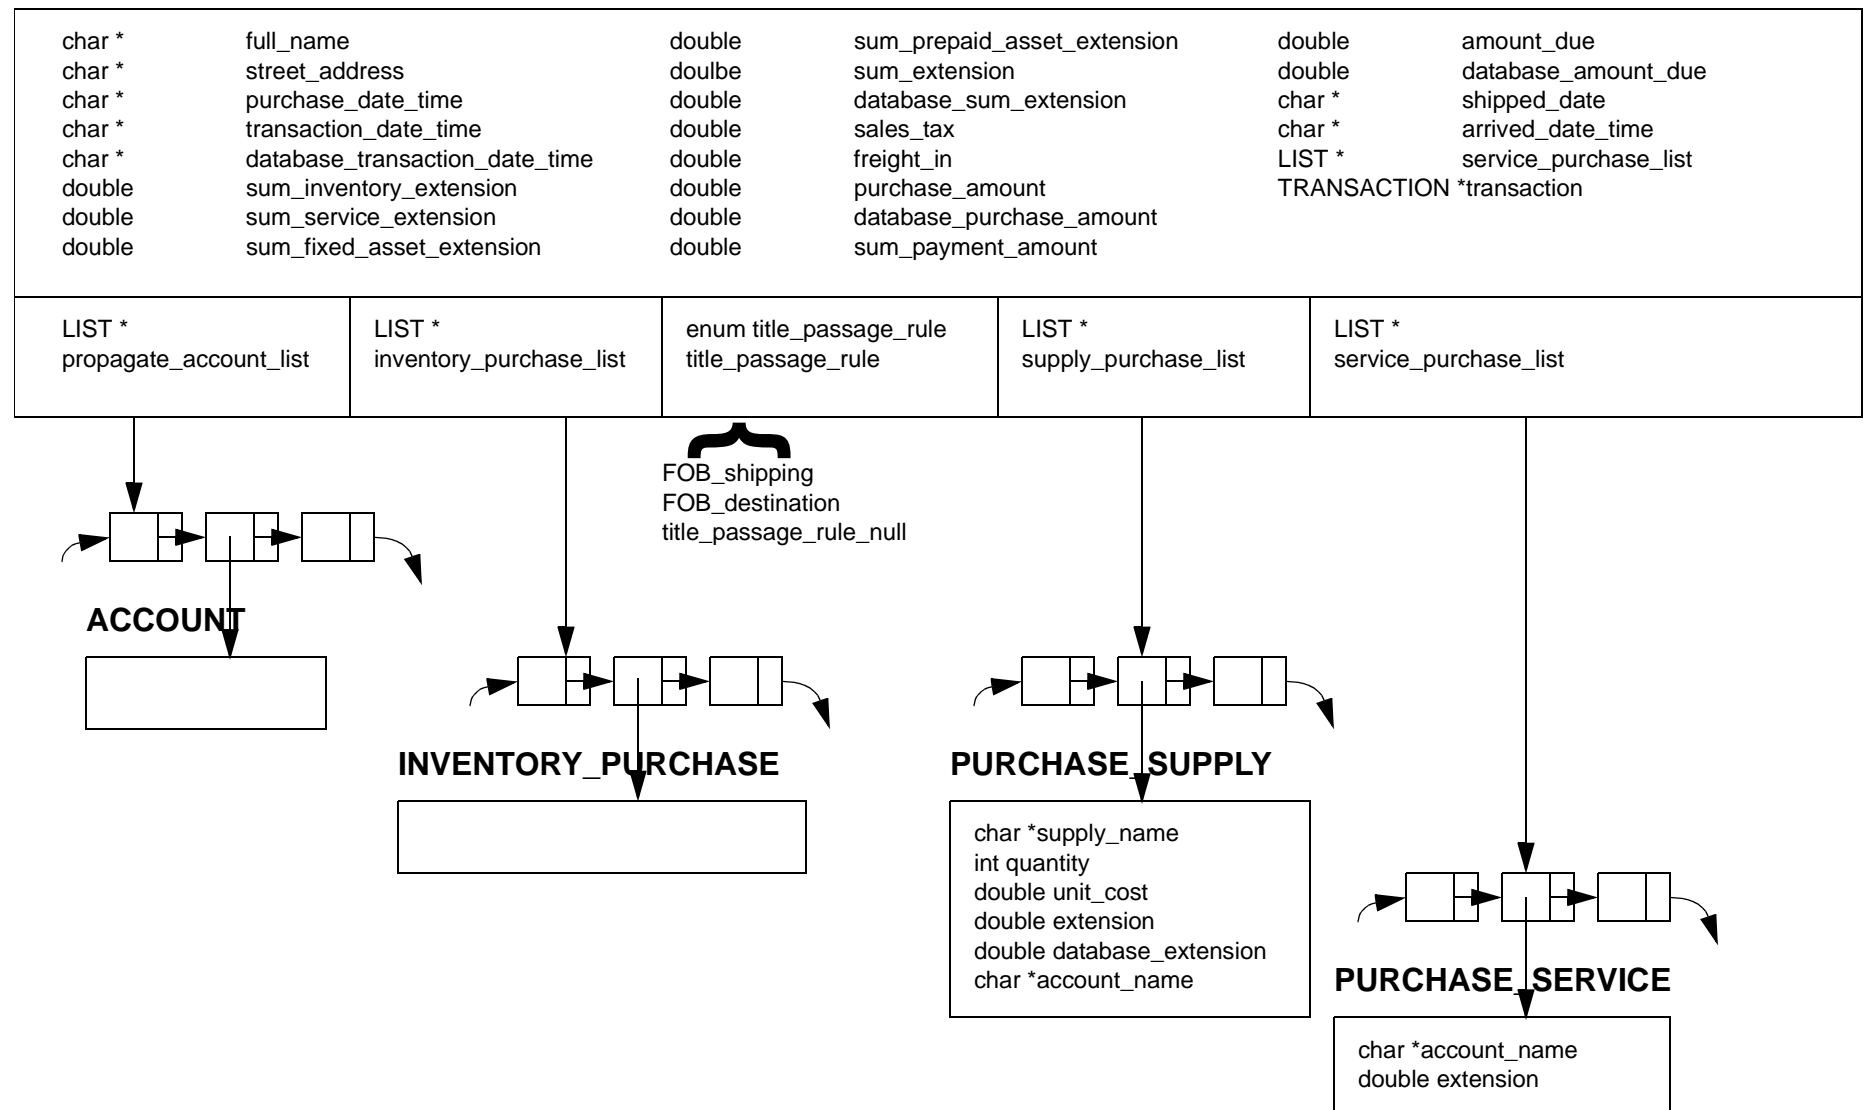 char * full_name double sum_prepaid_asset_extension double amount_due
char * street_address doulbe sum_extension double database_amount_due
char * purchase_date_time double database_sum_extension char * shipped_date
char * transaction_date_time double sales_tax char * arrived_date_time
char * database_transaction_date_time double freight_in LIST * service_purchase_list
double sum_inventory_extension double purchase_amount TRANSACTION *transaction
double sum_service_extension double database_purchase_amount
double sum_fixed_asset_extension double sum_payment_amount
LIST *
propagate_account_list
LIST *
inventory_purchase_list
enum title_passage_rule
title_passage_rule
LIST *
supply_purchase_list
LIST *
service_purchase_list
FOB_shipping
FOB_destination
title_passage_rule_null
ACCOUNT
INVENTORY_PURCHASE
PURCHASE_SUPPLY
char *supply_name
int quantity
double unit_cost
double extension
double database_extension
char *account_name
PURCHASE_SERVICE
char *account_name
double extension